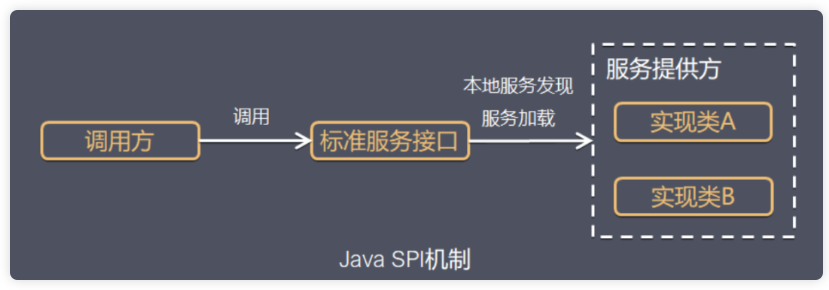 调用方
调用
标准服务接口
本地服务发现
服务加载
服务提供方
实现类A
实现类B
Java SPI机制